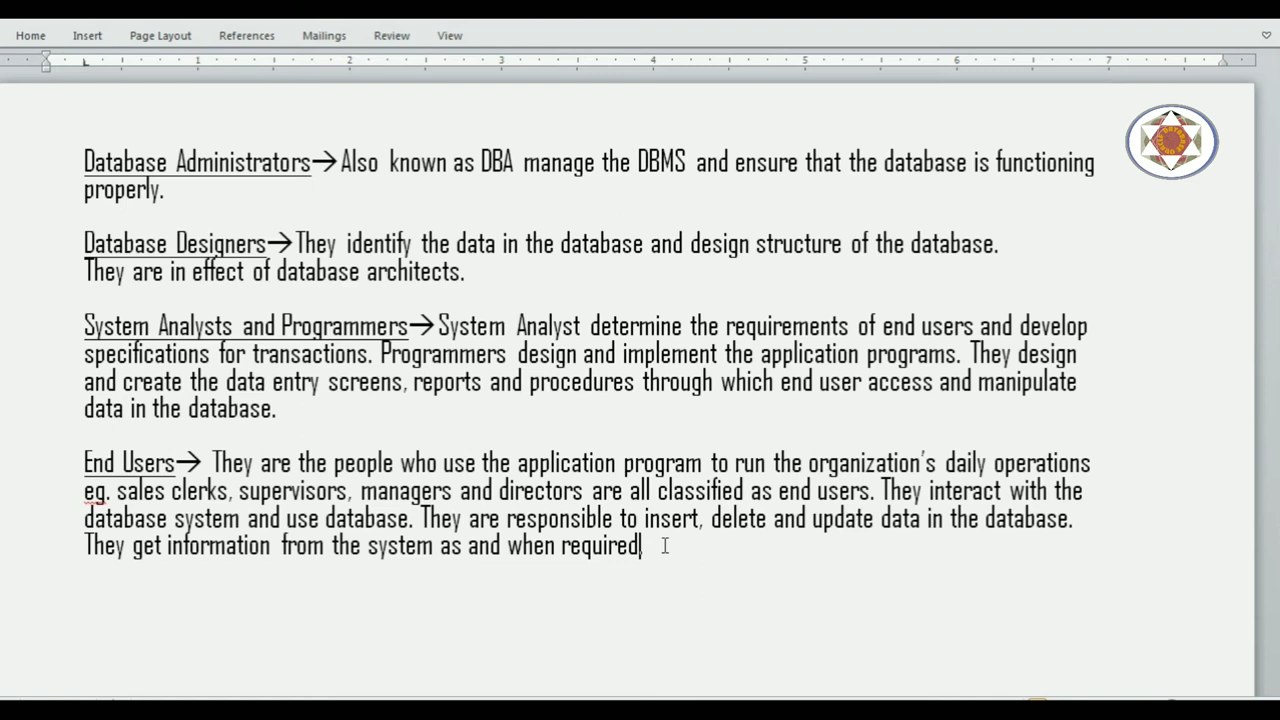 Home Insert Page Layout References Mailings Review View
1 2 3 4 5 6 7
Database Administrators→Also known as DBA manage the DBMS and ensure that the database is functioning
properly.
Database Designers→They identify the data in the database and design structure of the database.
They are in effect of database architects.
System Analysts and Programmers→System Analyst determine the requirements of end users and develop
specifications for transactions. Programmers design and implement the application programs. They design
and create the data entry screens, reports and procedures through which end user access and manipulate
data in the database.
End Users→ They are the people who use the application program to run the organization's daily operations
eg. sales clerks, supervisors, managers and directors are all classified as end users. They interact with the
database system and use database. They are responsible to insert, delete and update data in the database.
They get information from the system as and when required.